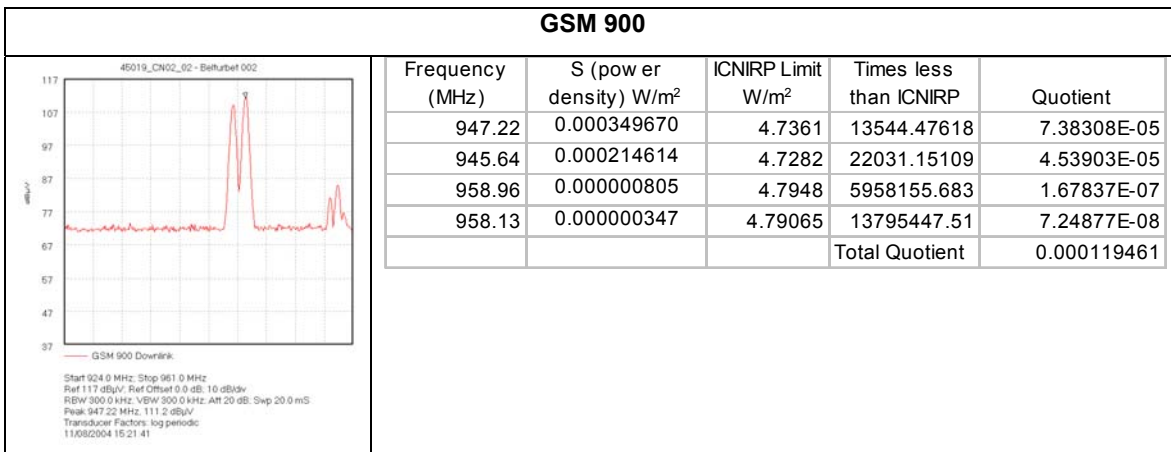 GSM 900
45019_CN02_02 - Belturbet 002
117
107
97
87
77
67
57
47
37
dBµV
GSM 900 Downlink
Start 924.0 MHz; Stop 961.0 MHz
Ref 117 dBµV; Ref Offset 0.0 dB; 10 dB/div
RBW 300.0 kHz; VBW 300.0 kHz; Att 20 dB; Swp 20.0 mS
Peak 947.22 MHz, 111.2 dBµV
Transducer Factors: log periodic
11/08/2004 15:21:41
Frequency (MHz) S (pow er density) W/m² ICNIRP Limit W/m² Times less than ICNIRP Quotient
947.22 0.000349670 4.7361 13544.47618 7.38308E-05
945.64 0.000214614 4.7282 22031.15109 4.53903E-05
958.96 0.000000805 4.7948 5958155.683 1.67837E-07
958.13 0.000000347 4.79065 13795447.51 7.24877E-08
Total Quotient 0.000119461